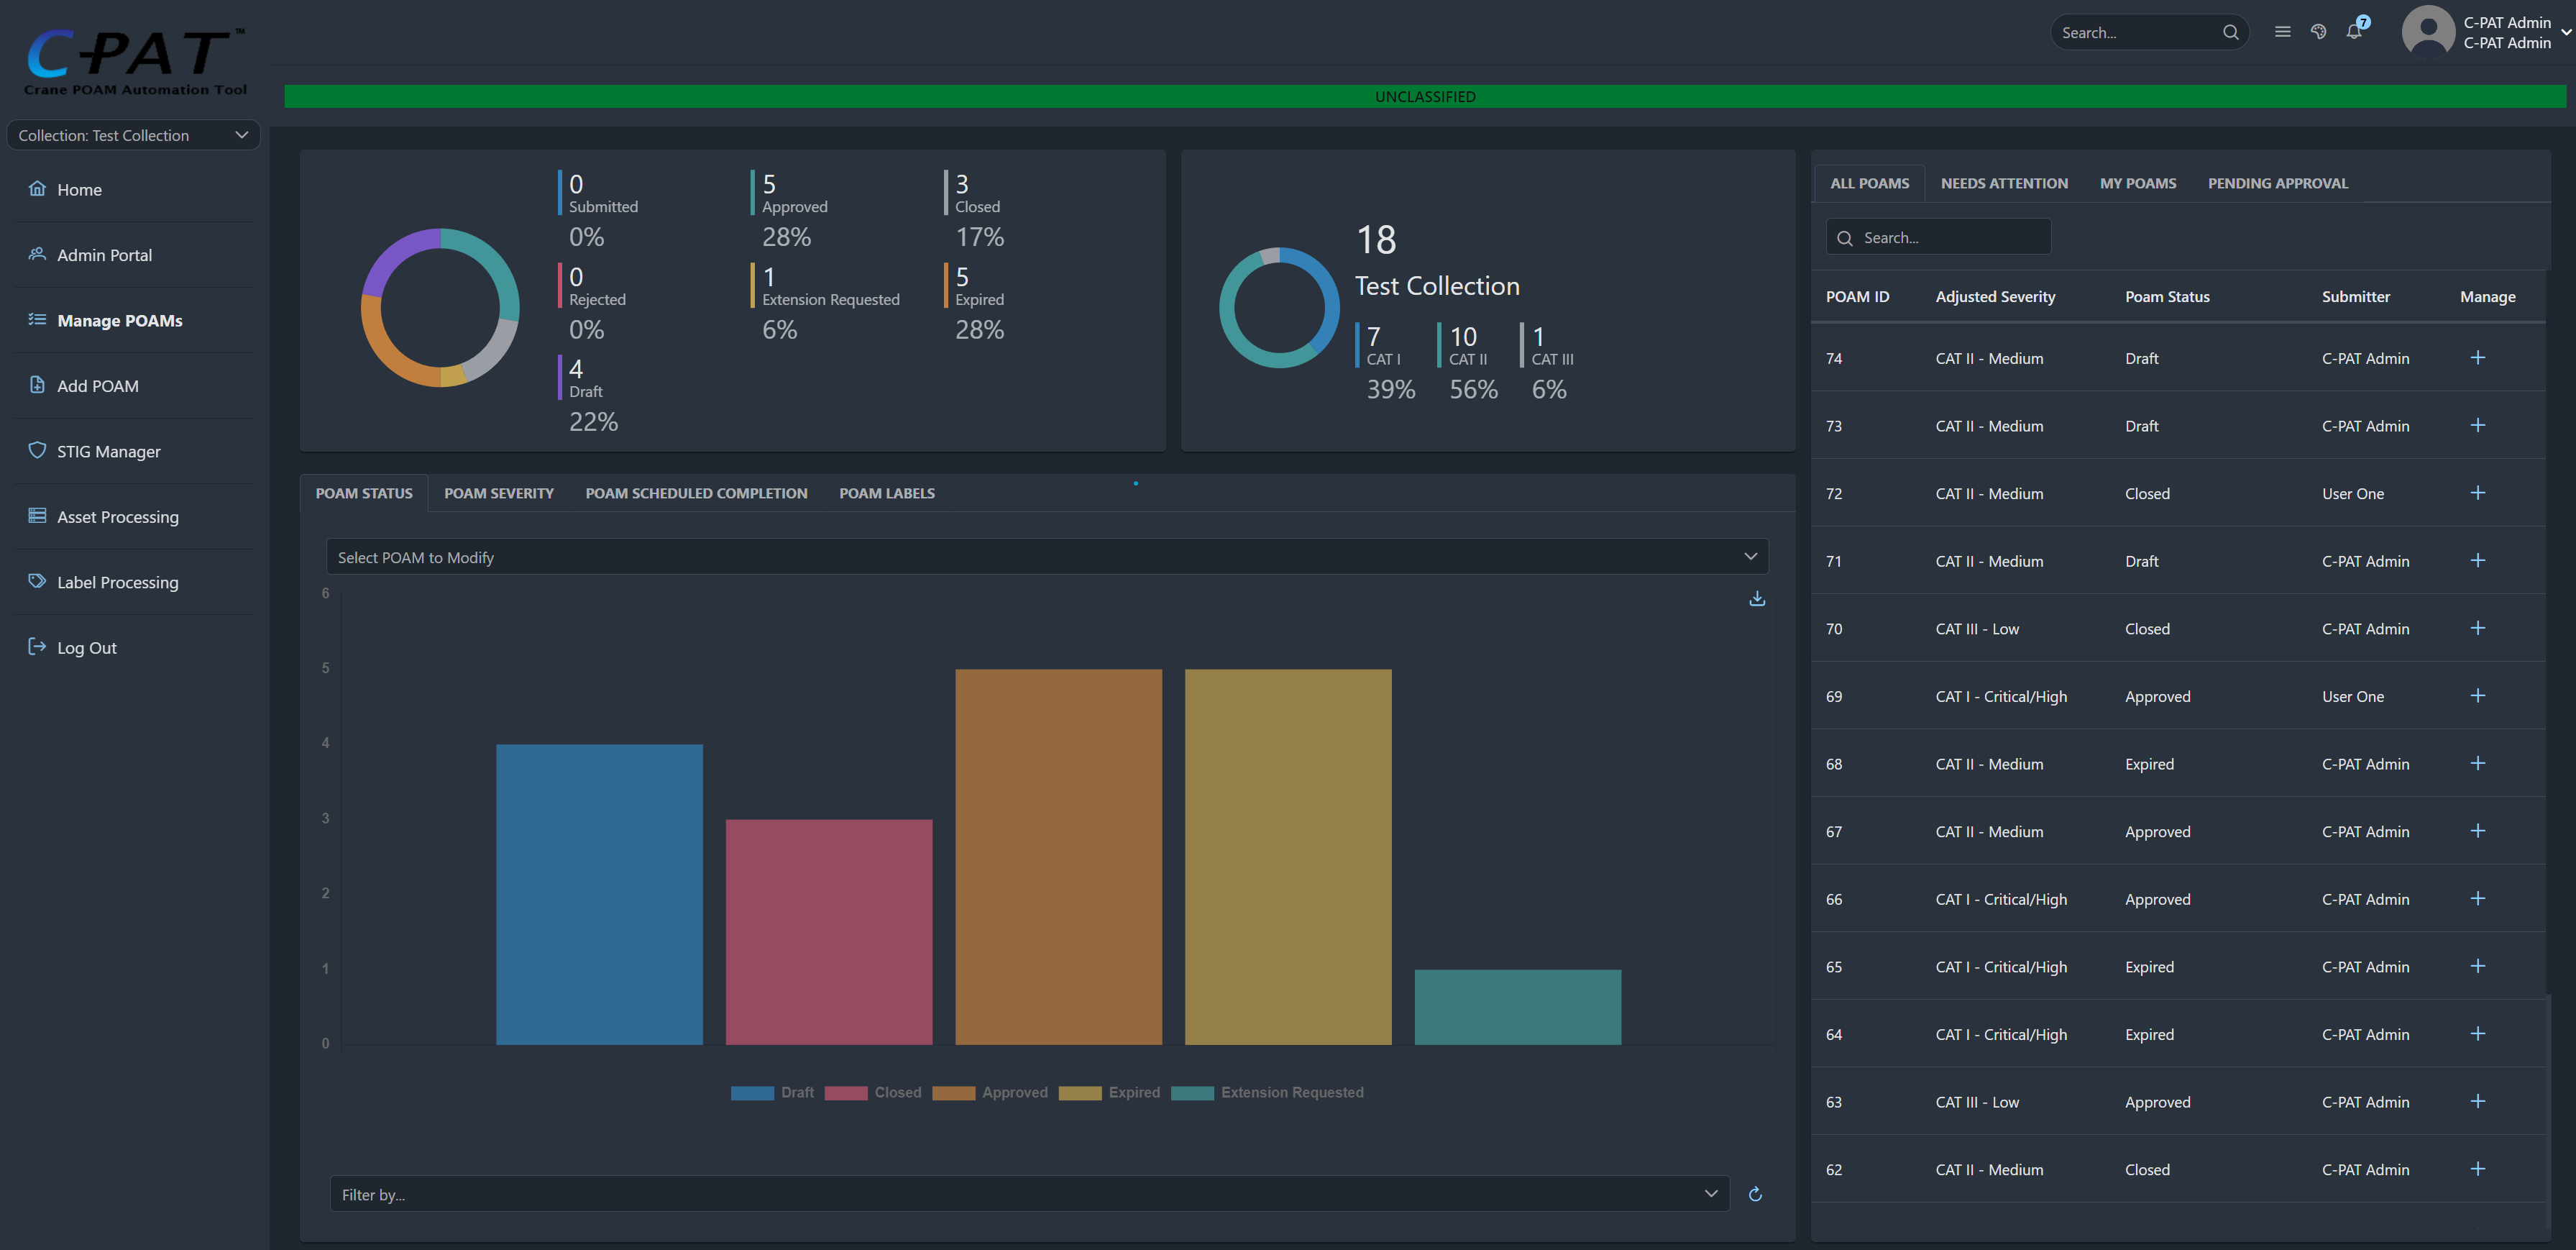 C-PAT™
Crane POAM Automation Tool
Search...
7
C-PAT Admin
C-PAT Admin
UNCLASSIFIED
Collection: Test Collection
Home
Admin Portal
Manage POAMs
Add POAM
STIG Manager
Asset Processing
Label Processing
Log Out
0
Submitted
0%
5
Approved
28%
3
Closed
17%
0
Rejected
0%
1
Extension Requested
6%
5
Expired
28%
4
Draft
22%
18
Test Collection
7
CAT I
39%
10
CAT II
56%
1
CAT III
6%
POAM STATUS POAM SEVERITY POAM SCHEDULED COMPLETION POAM LABELS
Select POAM to Modify
6
5
4
3
2
1
0
Draft Closed Approved Expired Extension Requested
Filter by...
ALL POAMS NEEDS ATTENTION MY POAMS PENDING APPROVAL
Search...
POAM ID Adjusted Severity Poam Status Submitter Manage
74 CAT II - Medium Draft C-PAT Admin +
73 CAT II - Medium Draft C-PAT Admin +
72 CAT II - Medium Closed User One +
71 CAT II - Medium Draft C-PAT Admin +
70 CAT III - Low Closed C-PAT Admin +
69 CAT I - Critical/High Approved User One +
68 CAT II - Medium Expired C-PAT Admin +
67 CAT II - Medium Approved C-PAT Admin +
66 CAT I - Critical/High Approved C-PAT Admin +
65 CAT I - Critical/High Expired C-PAT Admin +
64 CAT I - Critical/High Expired C-PAT Admin +
63 CAT III - Low Approved C-PAT Admin +
62 CAT II - Medium Closed C-PAT Admin +